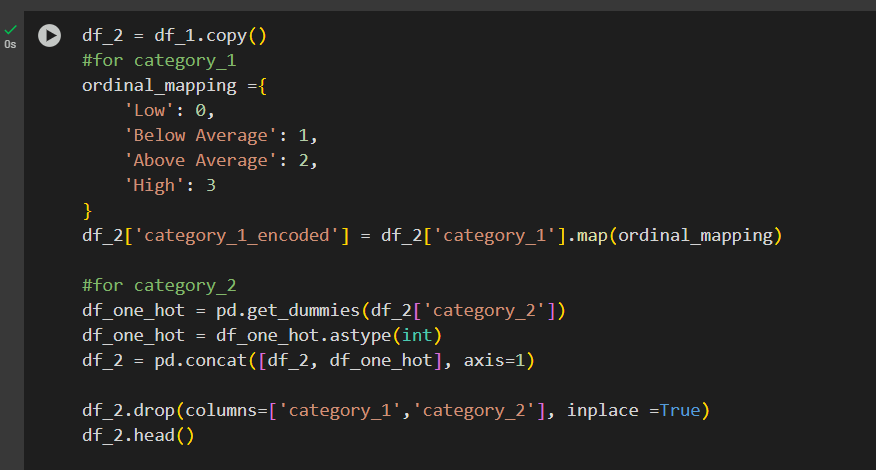 df_2 = df_1.copy()
#for category_1
ordinal_mapping ={
    'Low': 0,
    'Below Average': 1,
    'Above Average': 2,
    'High': 3
}
df_2['category_1_encoded'] = df_2['category_1'].map(ordinal_mapping)
#for category_2
df_one_hot = pd.get_dummies(df_2['category_2'])
df_one_hot = df_one_hot.astype(int)
df_2 = pd.concat([df_2, df_one_hot], axis=1)
df_2.drop(columns=['category_1','category_2'], inplace =True)
df_2.head()
0s